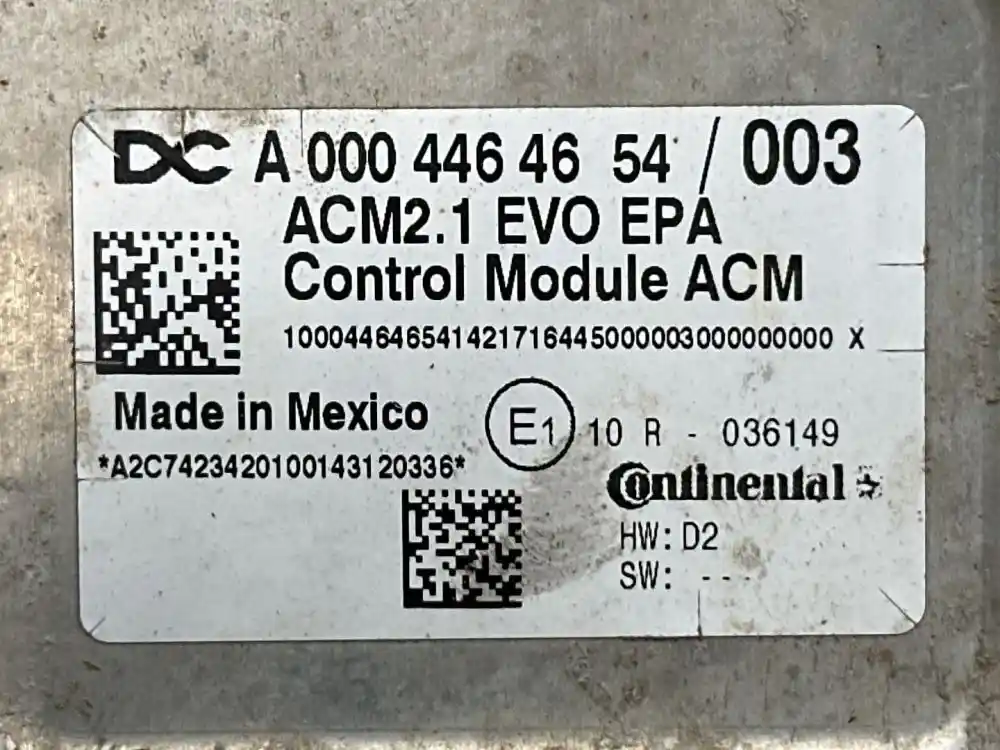 DC A 000 446 46 54 / 003
ACM2.1 EVO EPA
Control Module ACM
10004464654142171644500000300000000 X
Made in Mexico
E1 10 R - 036149
*A2C7423420100143120336*
Continental
HW: D2
SW: ---